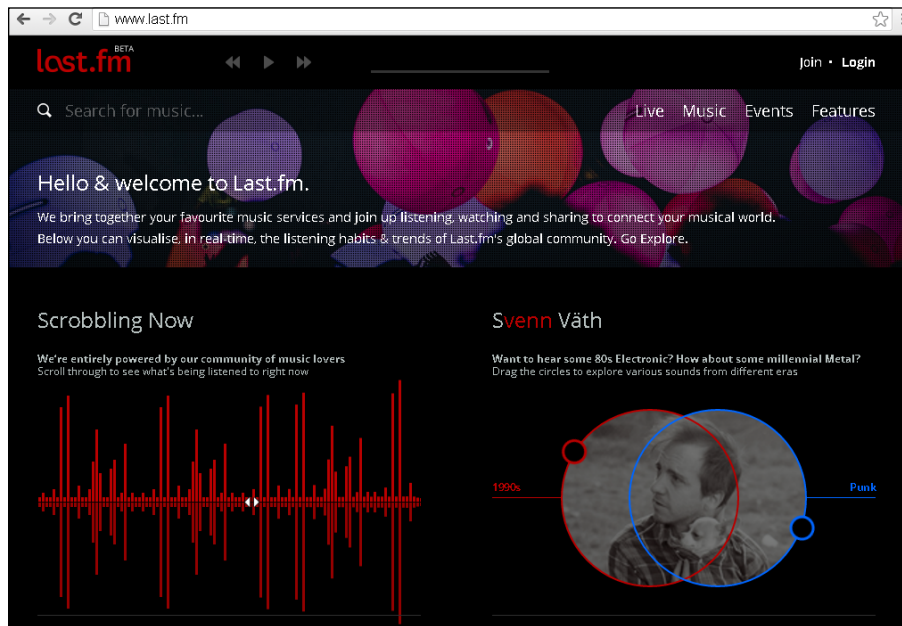 www.last.fm
last.fm BETA
Join · Login
Search for music...
Live Music Events Features
Hello & welcome to Last.fm.
We bring together your favourite music services and join up listening, watching and sharing to connect your musical world.
Below you can visualise, in real-time, the listening habits & trends of Last.fm's global community. Go Explore.
Scrobbling Now
We're entirely powered by our community of music lovers
Scroll through to see what's being listened to right now
Svenn Väth
Want to hear some 80s Electronic? How about some millennial Metal?
Drag the circles to explore various sounds from different eras
1990s
Punk